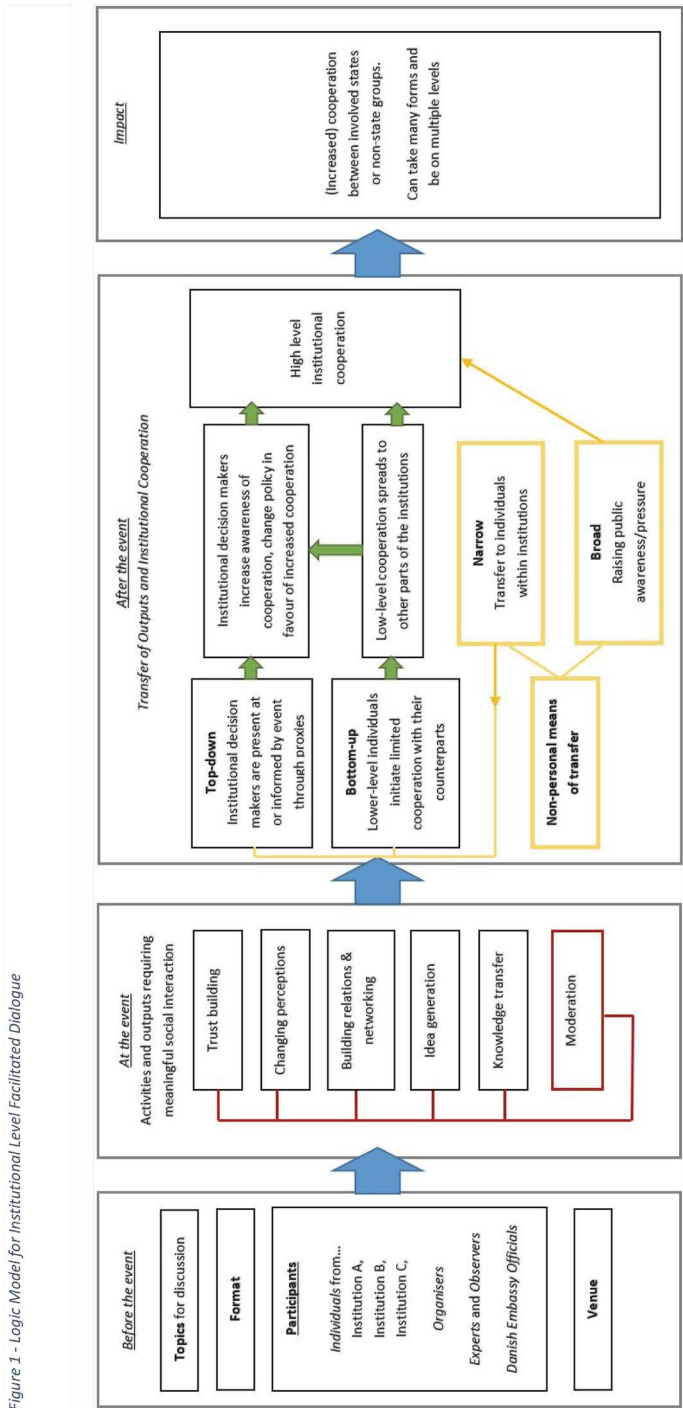 Figure 1 - Logic Model for Institutional Level Facilitated Dialogue
Before the event
Topics for discussion
Format
Participants
Individuals from...
Institution A,
Institution B,
Institution C,
Organisers
Experts and Observers
Danish Embassy Officials
Venue
At the event
Activities and outputs requiring
meaningful social interaction
Trust building
Changing perceptions
Building relations &
networking
Idea generation
Knowledge transfer
Moderation
After the event
Transfer of Outputs and Institutional Cooperation
Top-down
Institutional decision
makers are present at
or informed by event
through proxies
Bottom-up
Lower-level individuals
initiate limited
cooperation with their
counterparts
Non-personal means
of transfer
Institutional decision makers
increase awareness of
cooperation, change policy in
favour of increased cooperation
Low-level cooperation spreads to
other parts of the institutions
Narrow
Transfer to individuals
within institutions
Broad
Raising public
awareness/pressure
High level
institutional
cooperation
Impact
(Increased) cooperation
between involved states
or non-state groups.
Can take many forms and
be on multiple levels